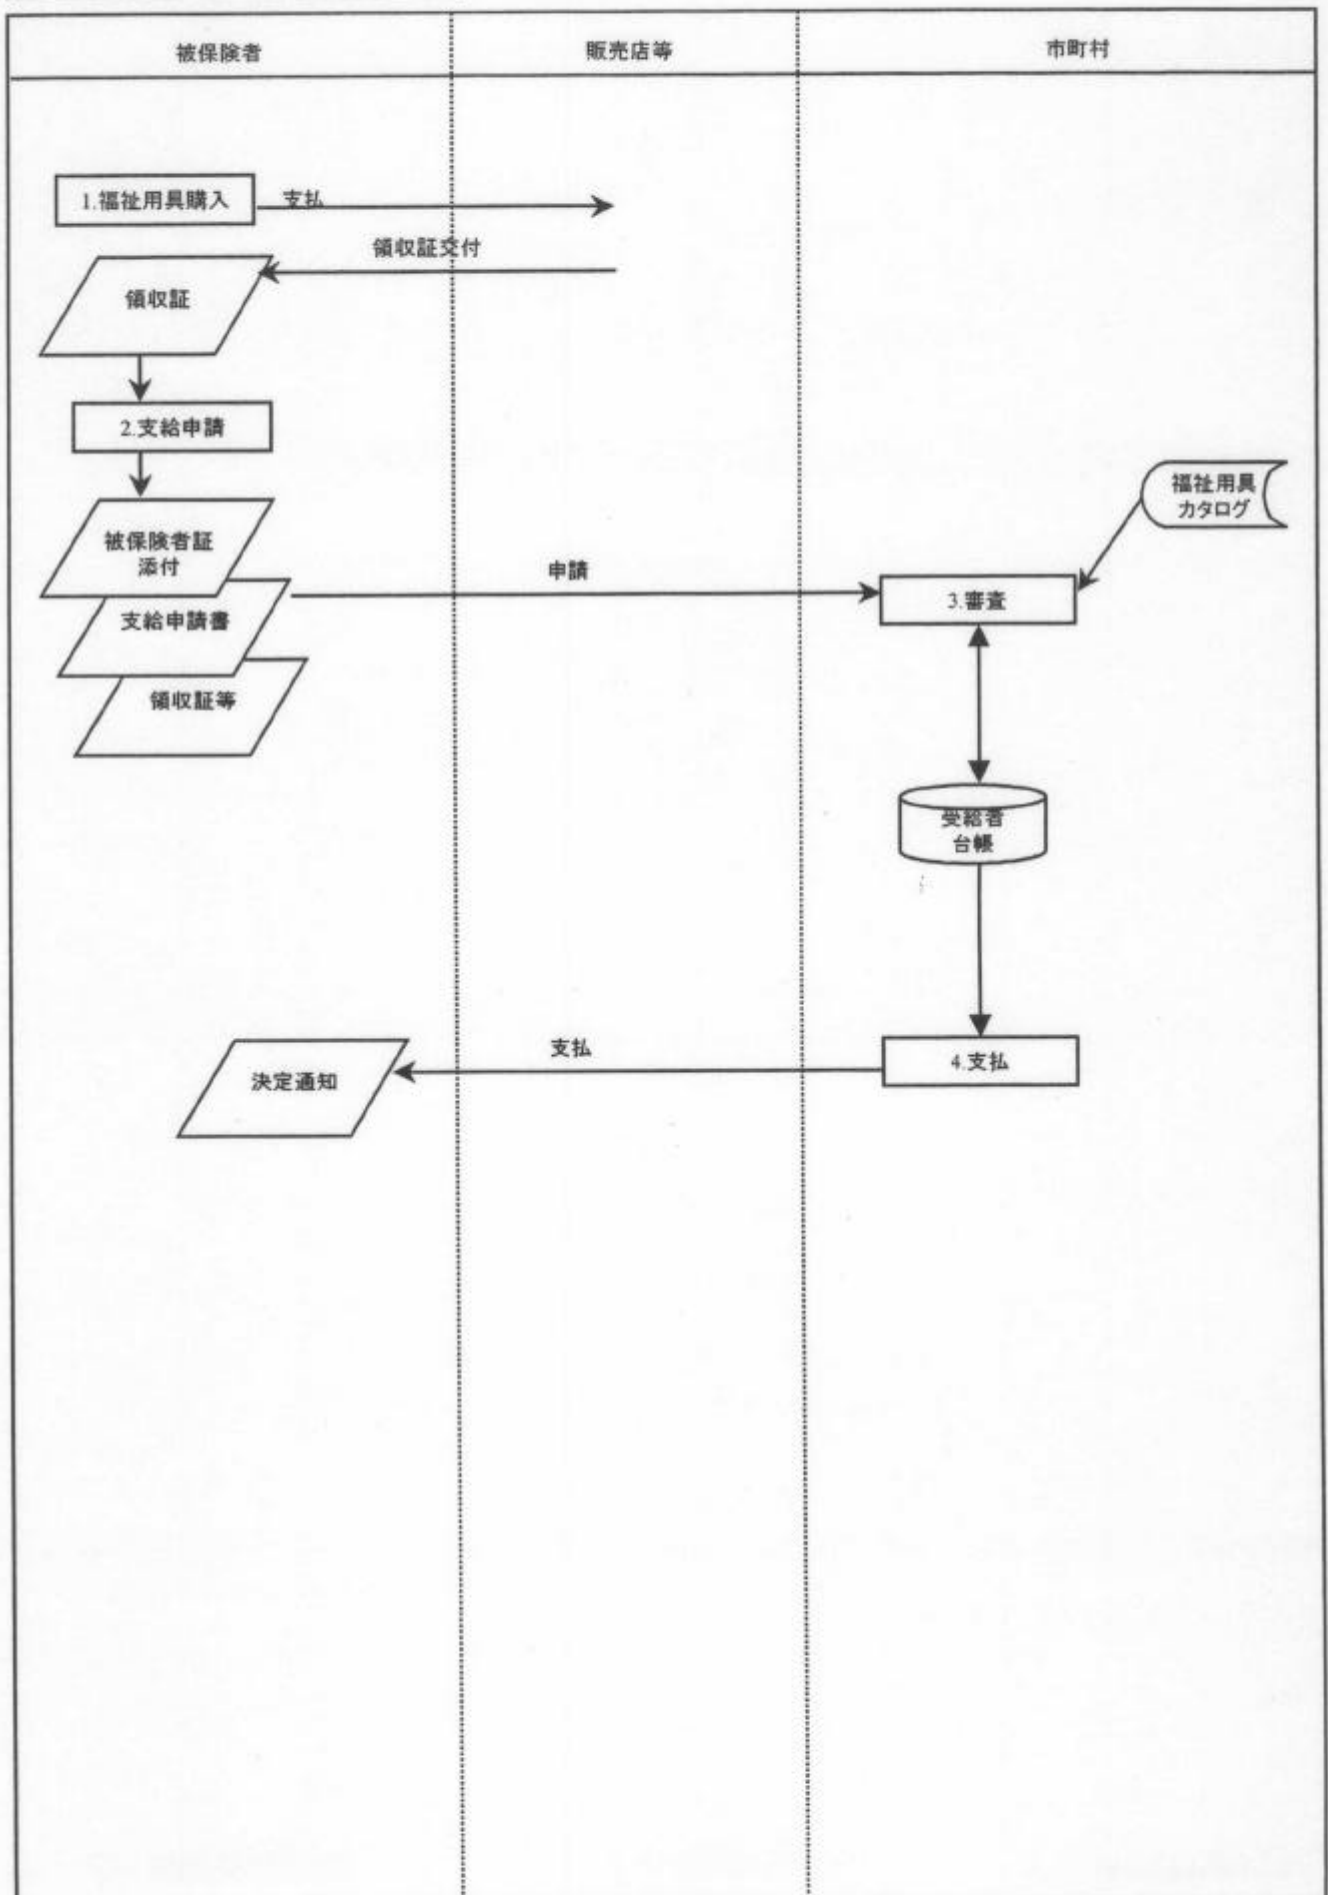 被保険者
販売店等
市町村
1.福祉用具購入
支払
領収証交付
領収証
2.支給申請
福祉用具
カタログ
被保険者証
添付
申請
3.審査
支給申請書
領収証等
受給者
台帳
支払
4.支払
決定通知